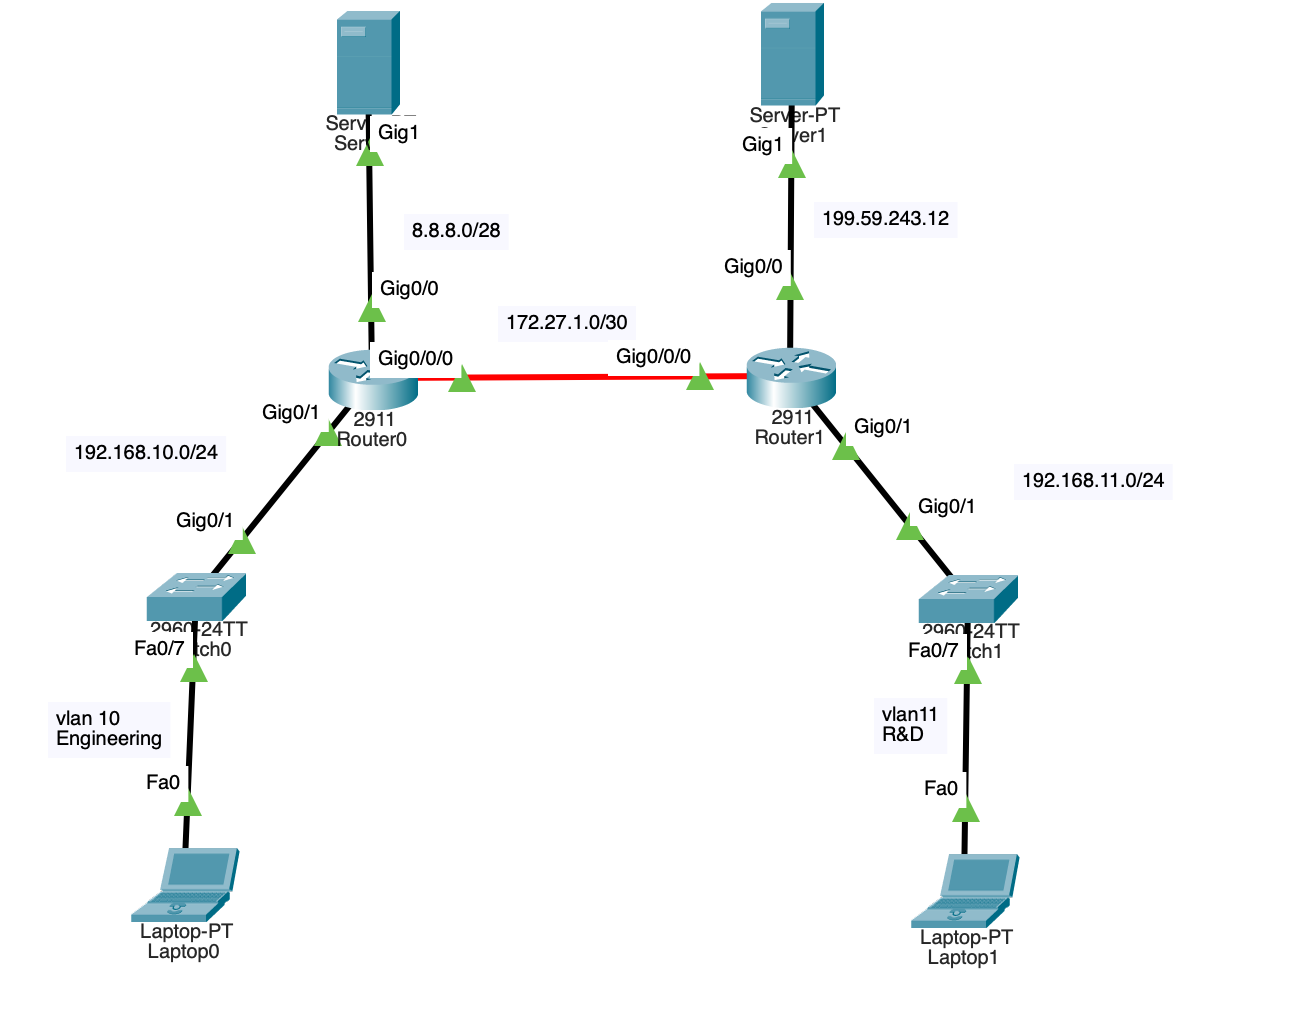 Serv
Ser
Gig1
Server-PT
ver1
Gig1
8.8.8.0/28
199.59.243.12
Gig0/0
Gig0/0
172.27.1.0/30
Gig0/0/0
Gig0/0/0
2911
Router0
2911
Router1
Gig0/1
Gig0/1
192.168.10.0/24
192.168.11.0/24
Gig0/1
Gig0/1
2960-24TT
tch0
Fa0/7
2960-24TT
tch1
Fa0/7
vlan 10
Engineering
vlan11
R&D
Fa0
Fa0
Laptop-PT
Laptop0
Laptop-PT
Laptop1